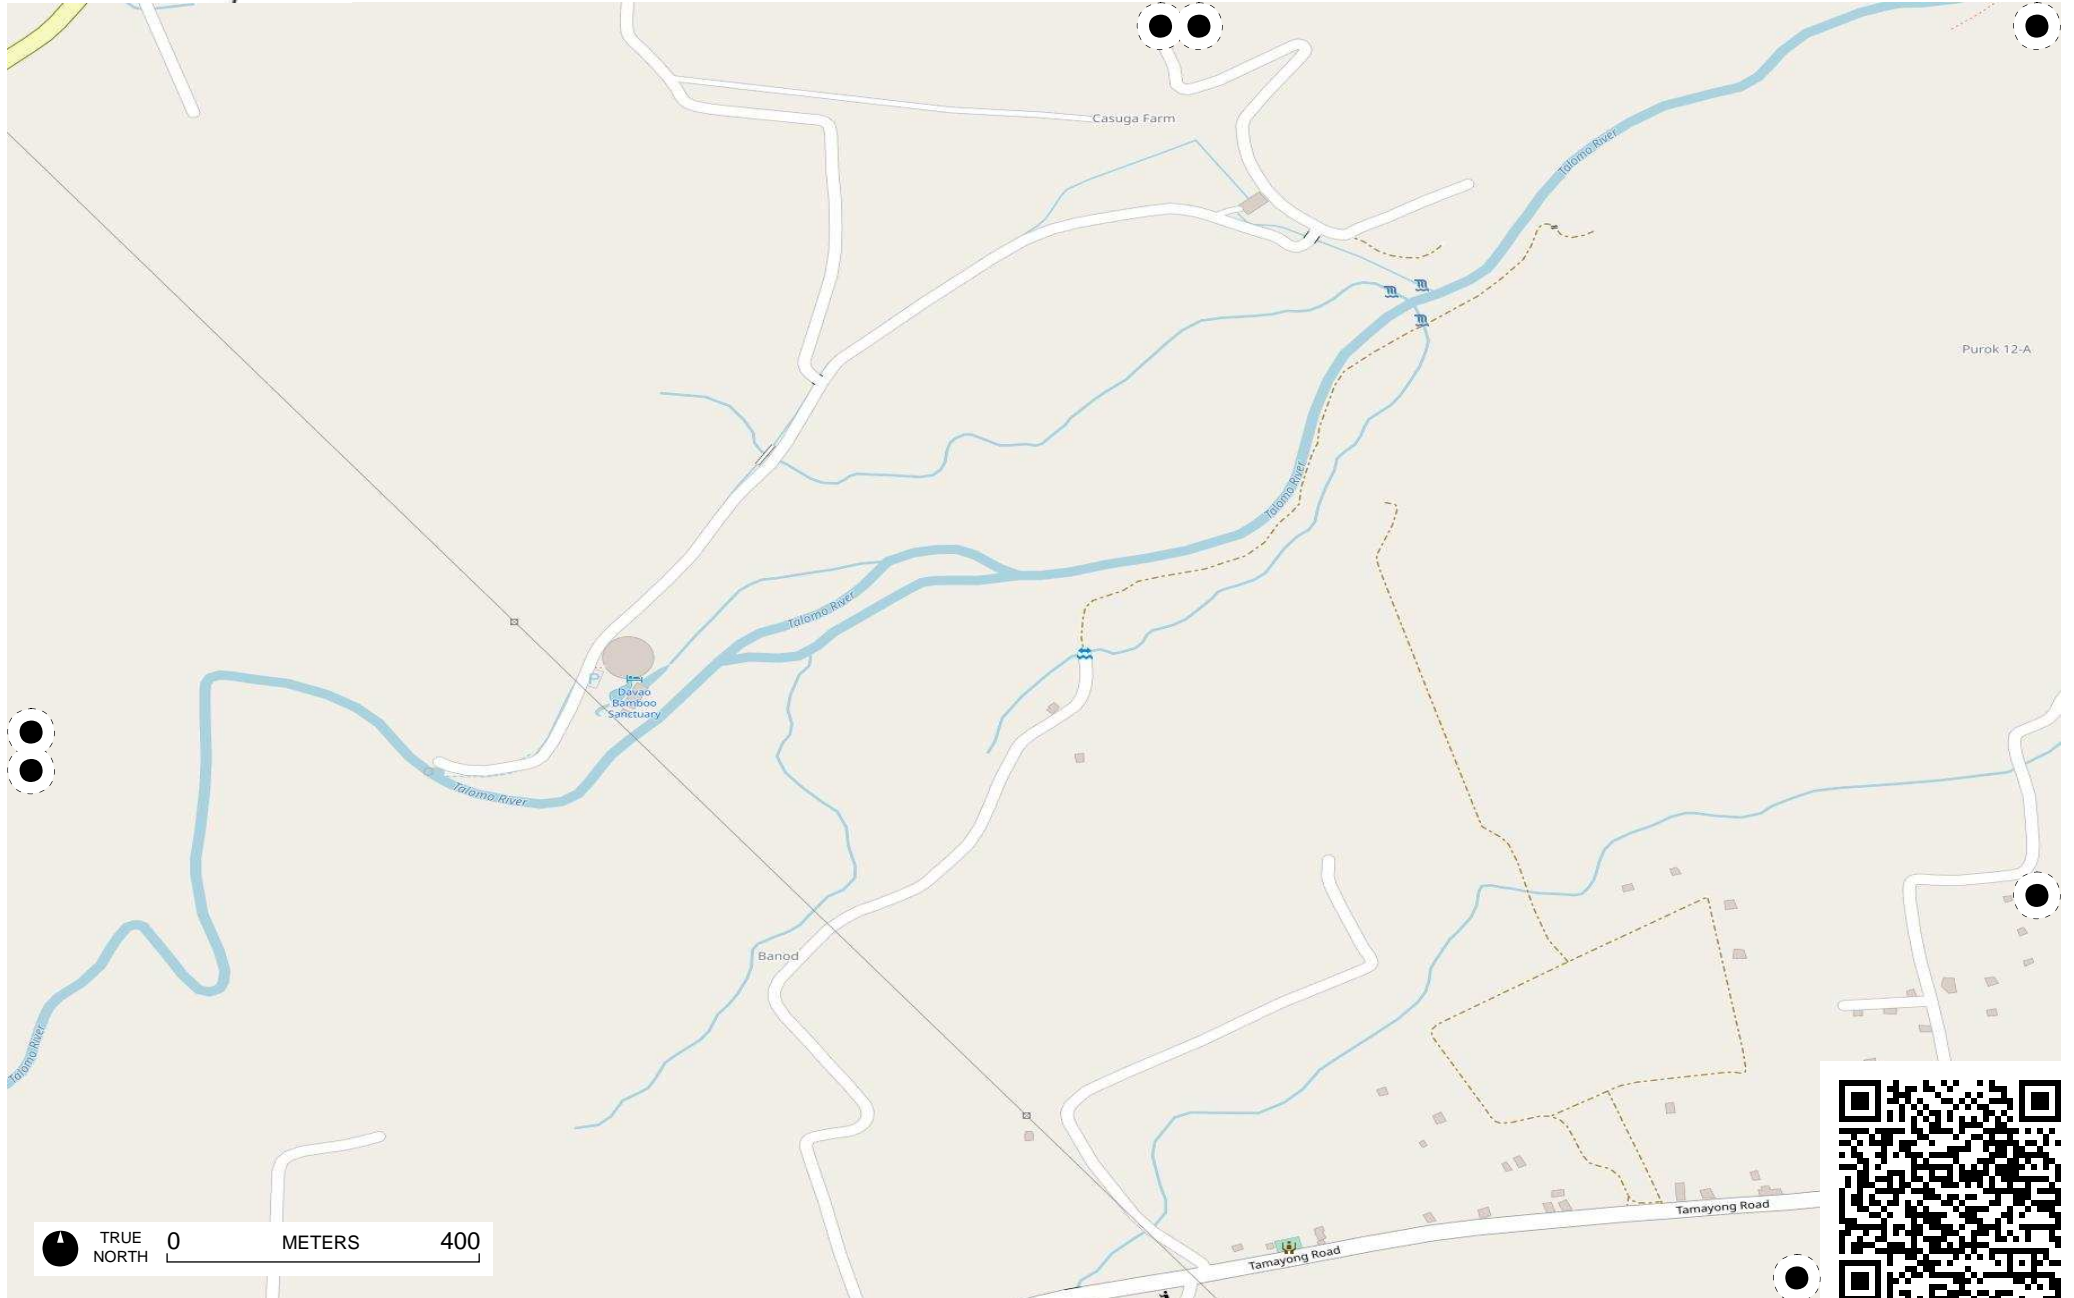 Casuga Farm
Talomo River
Purok 12-A
Talomo River
Talomo River
P
Davao
Bamboo
Sanctuary
Talomo River
Banod
Talomo River
Tamayong Road
Tamayong Road
TRUE
NORTH
0 METERS 400